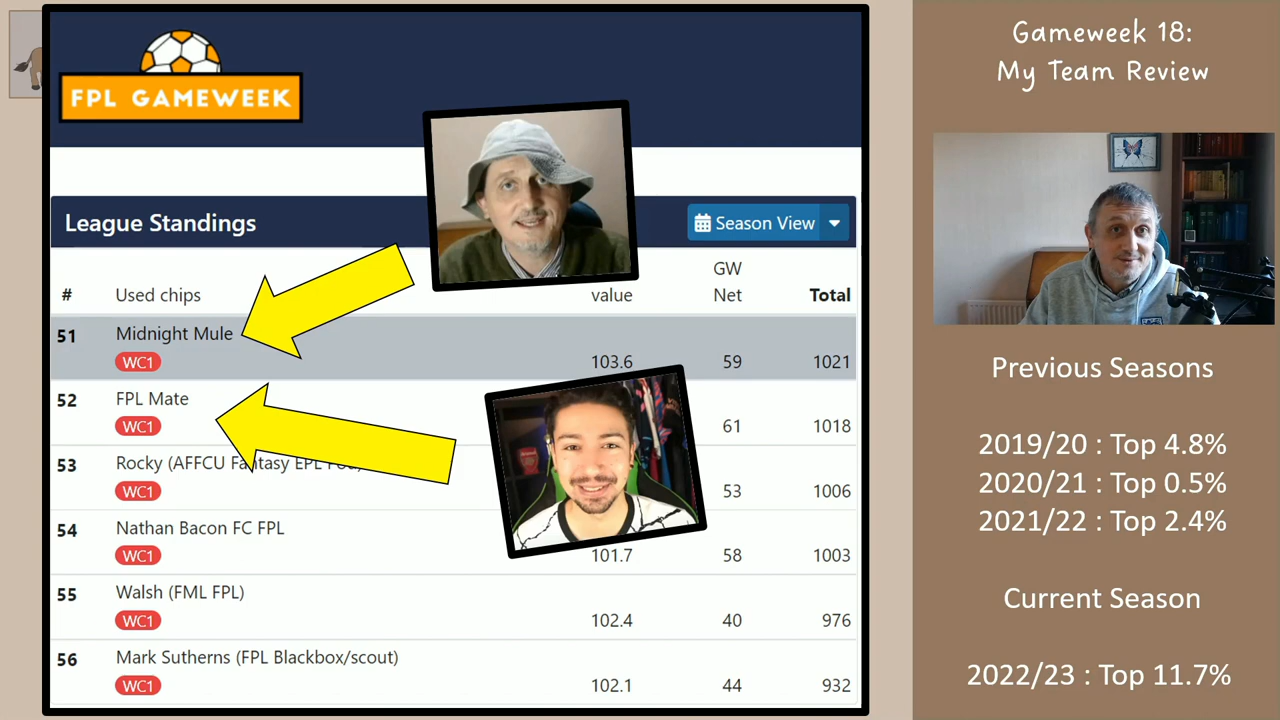 FPL GAMEWEEK
League Standings
Season View
# Used chips value GW Net Total
51 Midnight Mule
WC1 103.6 59 1021
52 FPL Mate
WC1 61 1018
53 Rocky (AFFCU Fantasy EPL
WC1 53 1006
54 Nathan Bacon FC FPL
WC1 101.7 58 1003
55 Walsh (FML FPL)
WC1 102.4 40 976
56 Mark Sutherns (FPL Blackbox/scout)
WC1 102.1 44 932
Gameweek 18:
My Team Review
Previous Seasons
2019/20 : Top 4.8%
2020/21 : Top 0.5%
2021/22 : Top 2.4%
Current Season
2022/23 : Top 11.7%